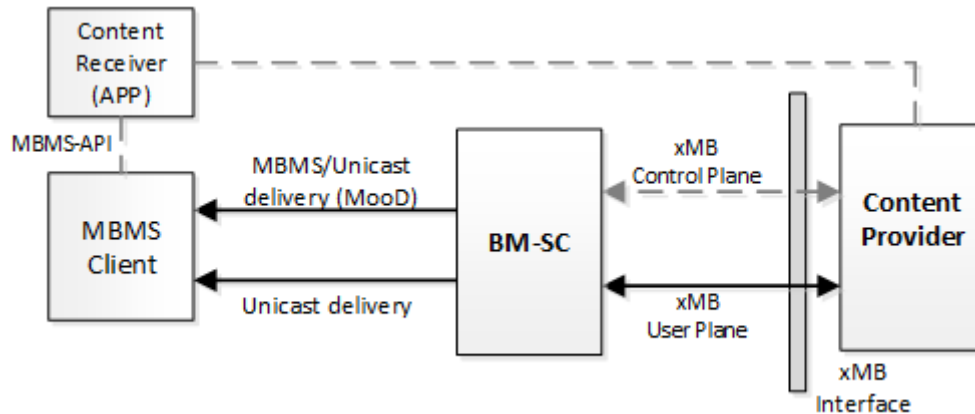 Content
Receiver
(APP)
MBMS-API
MBMS
Client
MBMS/Unicast
delivery (MooD)
Unicast delivery
BM-SC
xMB
Control Plane
xMB
User Plane
Content
Provider
xMB
Interface